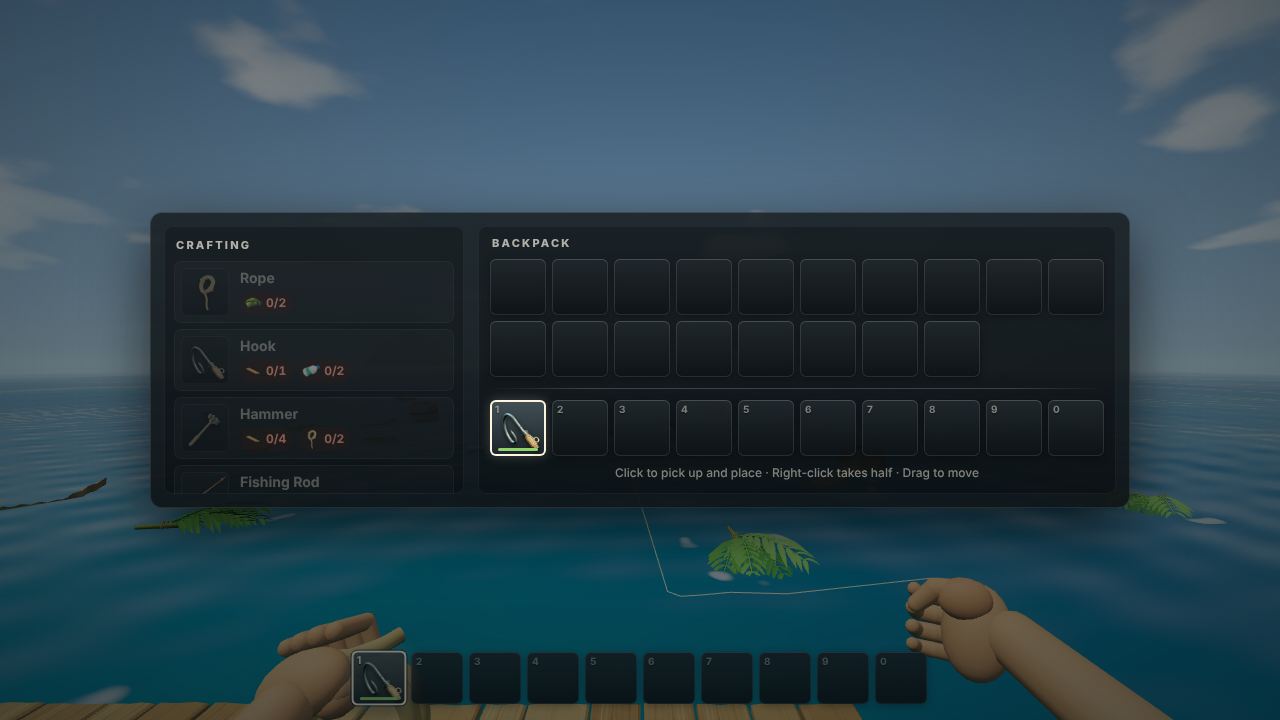 CRAFTING
Rope
0/2
Hook
0/1 0/2
Hammer
0/4 0/2
Fishing Rod
BACKPACK
1 2 3 4 5 6 7 8 9 0
Click to pick up and place · Right-click takes half · Drag to move
1 2 3 4 5 6 7 8 9 0